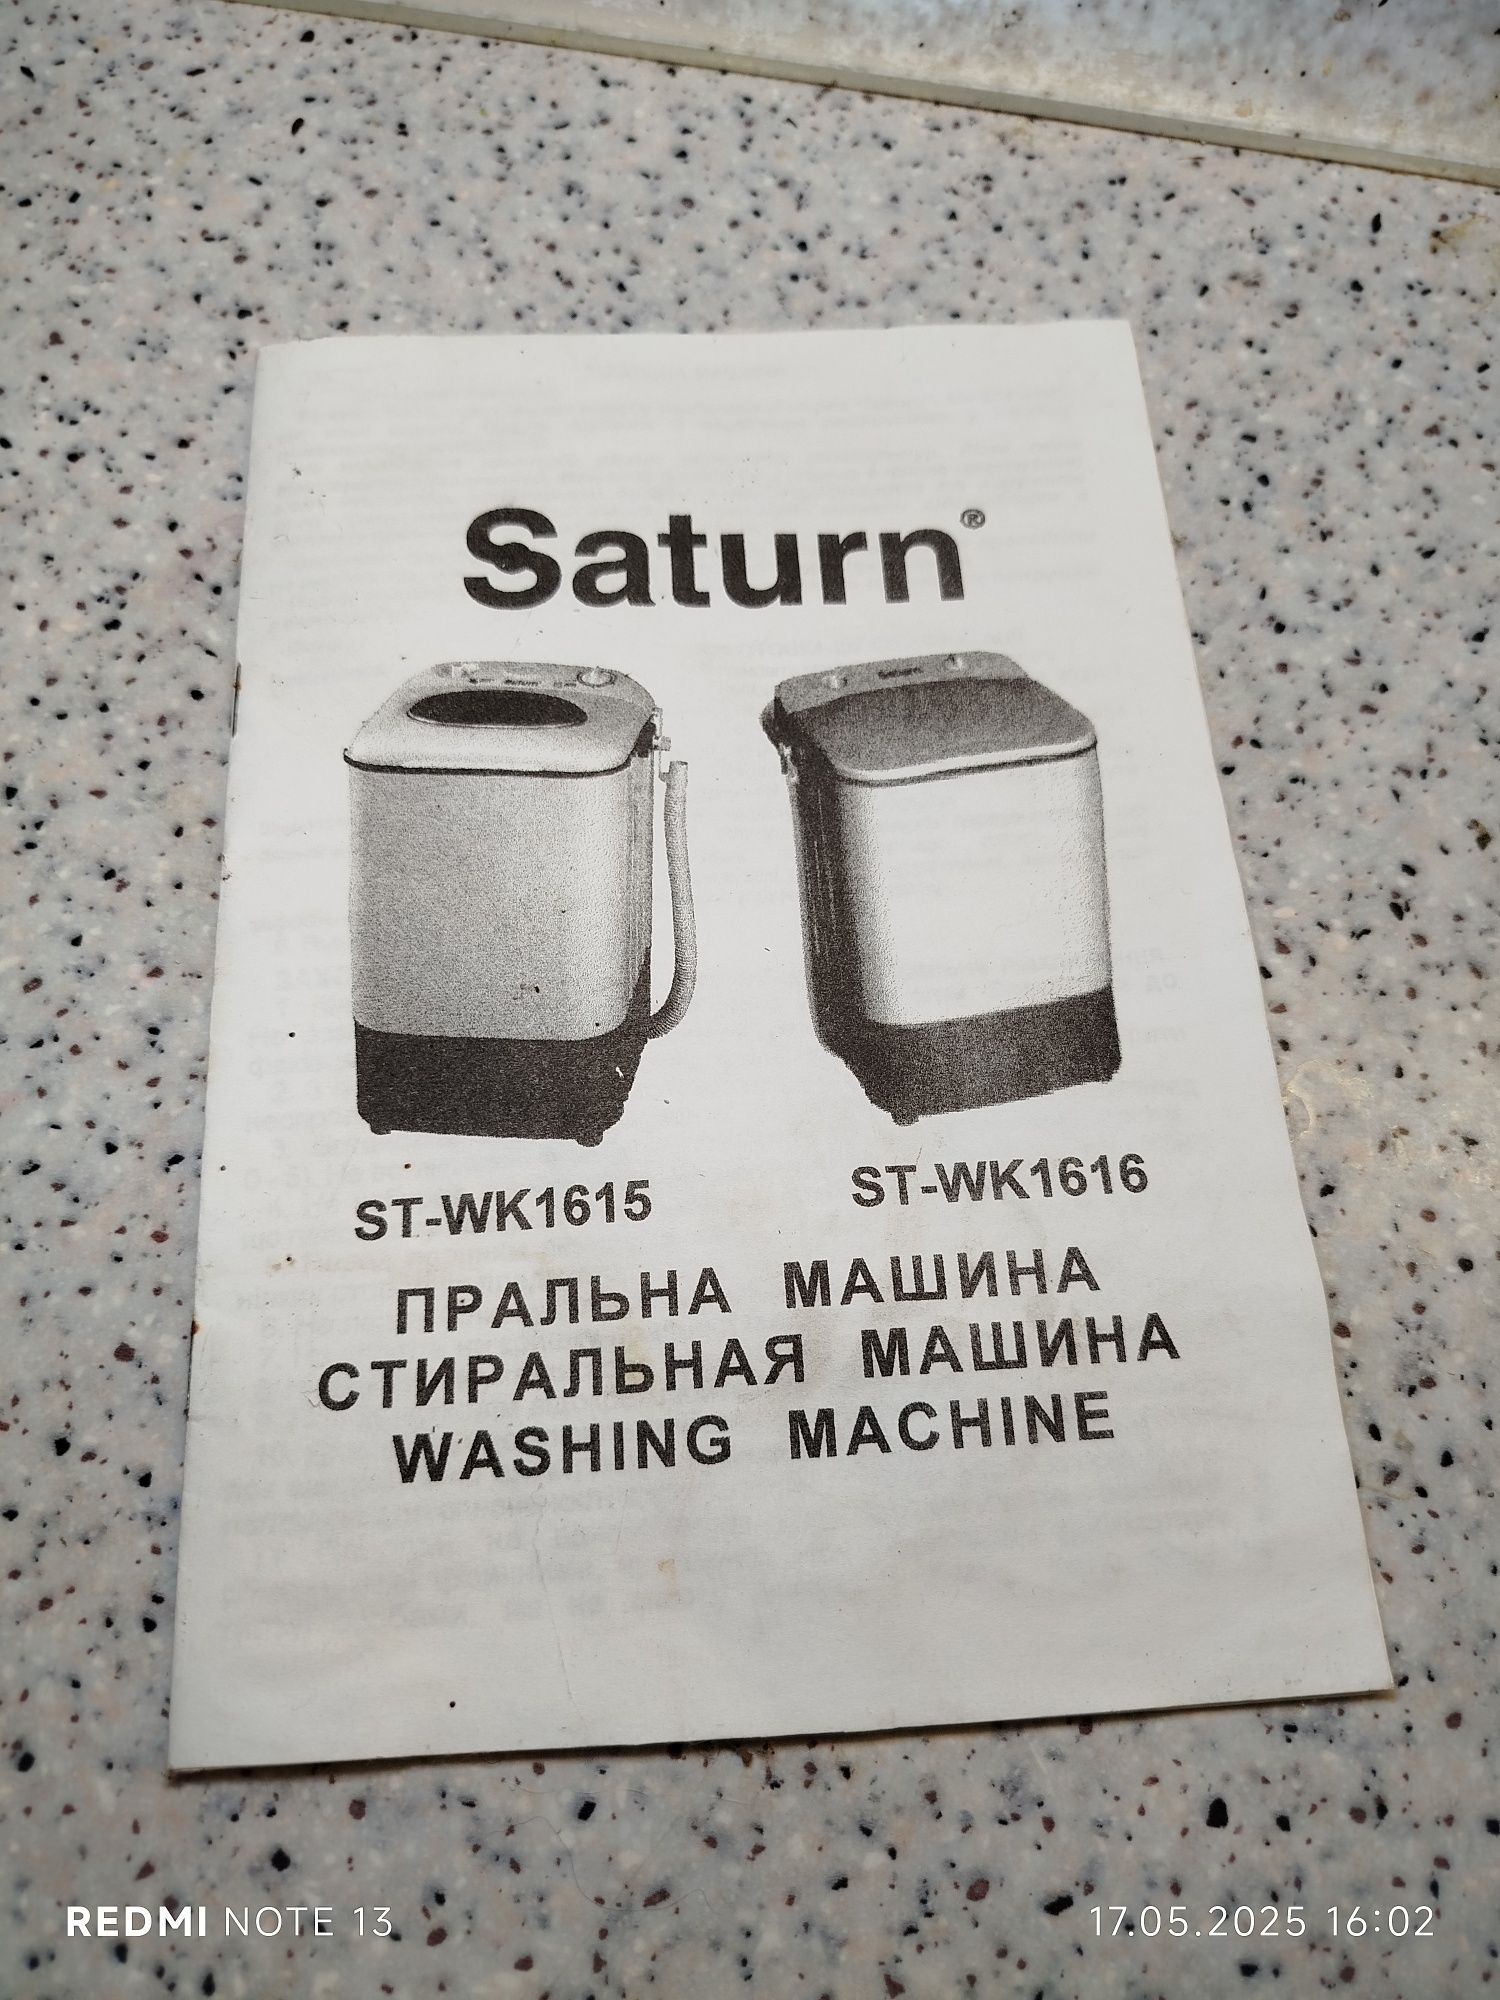 Saturn®
ST-WK1615
ST-WK1616
ПРАЛЬНА МАШИНА
СТИРАЛЬНАЯ МАШИНА
WASHING MACHINE
REDMI NOTE 13
17.05.2025 16:02